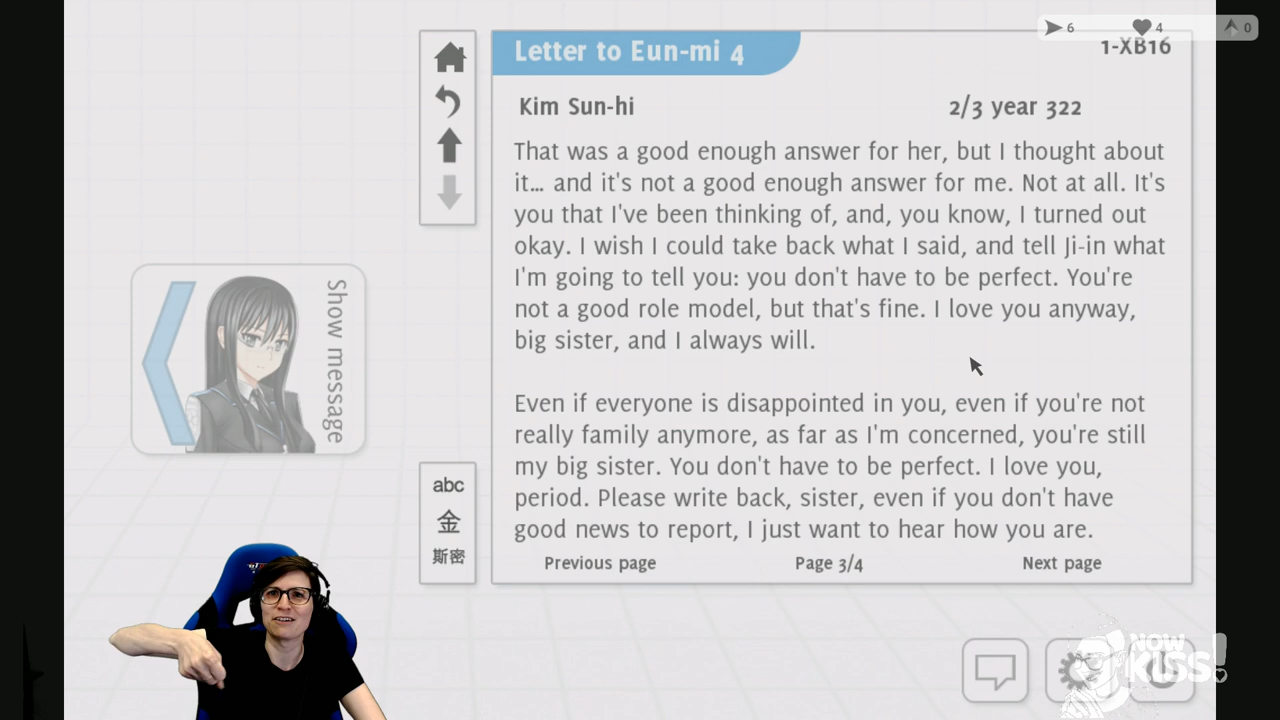 6
4
0
Letter to Eun-mi 4
1-XB16
Kim Sun-hi
2/3 year 322
That was a good enough answer for her, but I thought about
it... and it's not a good enough answer for me. Not at all. It's
you that I've been thinking of, and, you know, I turned out
okay. I wish I could take back what I said, and tell Ji-in what
I'm going to tell you: you don't have to be perfect. You're
not a good role model, but that's fine. I love you anyway,
big sister, and I always will.
Even if everyone is disappointed in you, even if you're not
really family anymore, as far as I'm concerned, you're still
my big sister. You don't have to be perfect. I love you,
period. Please write back, sister, even if you don't have
good news to report, I just want to hear how you are.
Previous page
Page 3/4
Next page
Show message
abc
金
斯密
NOW
KISS!